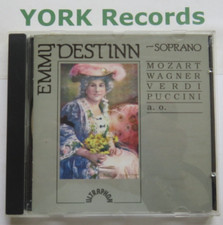 YORK Records
EMMY
DESTINN
SOPRANO
MOZART
WAGNER
VERDI
PUCCINI
a. o.
SUPRAPHON